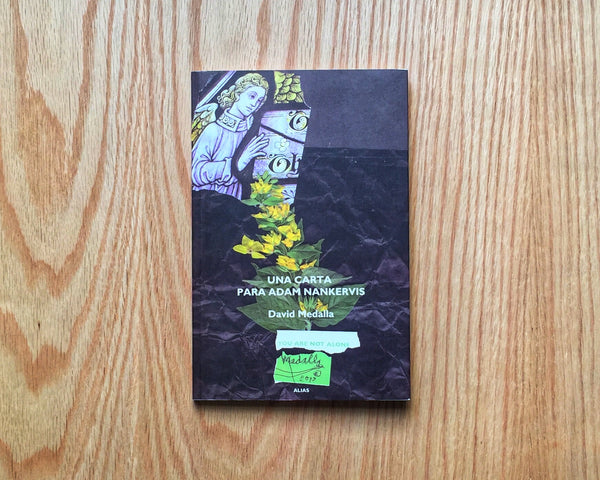 UNA CARTA
PARA ADAM NANKERVIS
David Medalla
YOU ARE NOT ALONE
Medalla
ALIAS